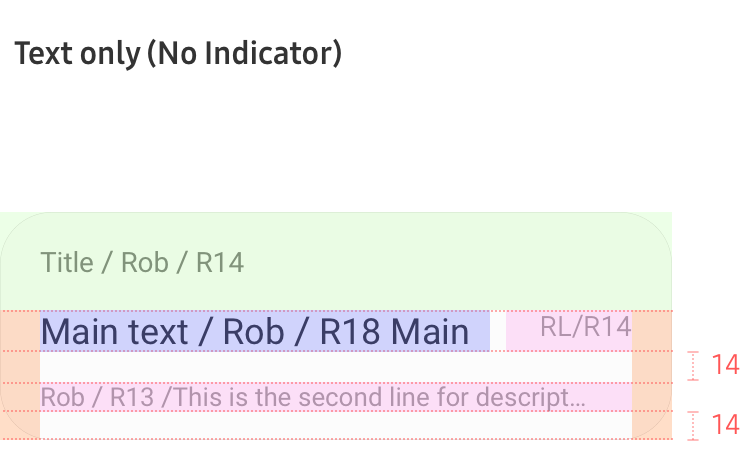 Text only (No Indicator)
Title / Rob / R14
Main text / Rob / R18 Main
RL/R14
14
Rob / R13 /This is the second line for descript...
14